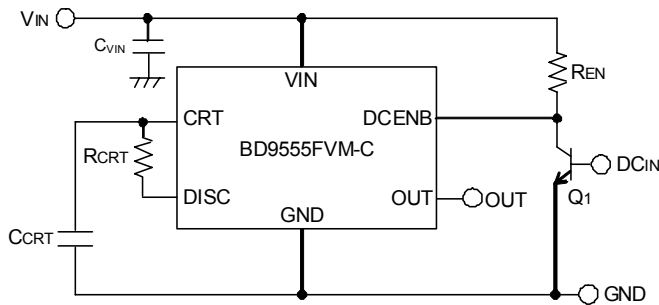 VIN
CVIN
VIN
REN
CRT
DCENB
RCRT
BD9555FVM-C
DCIN
DISC
OUT
OUT
Q1
CCRT
GND
GND